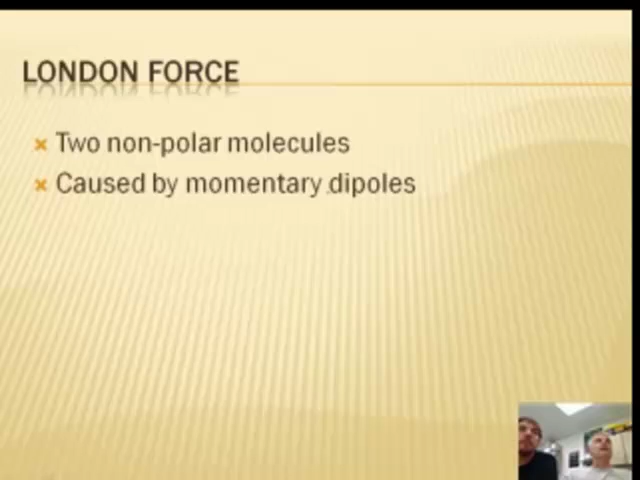 LONDON FORCE
Two non-polar molecules
Caused by momentary dipoles